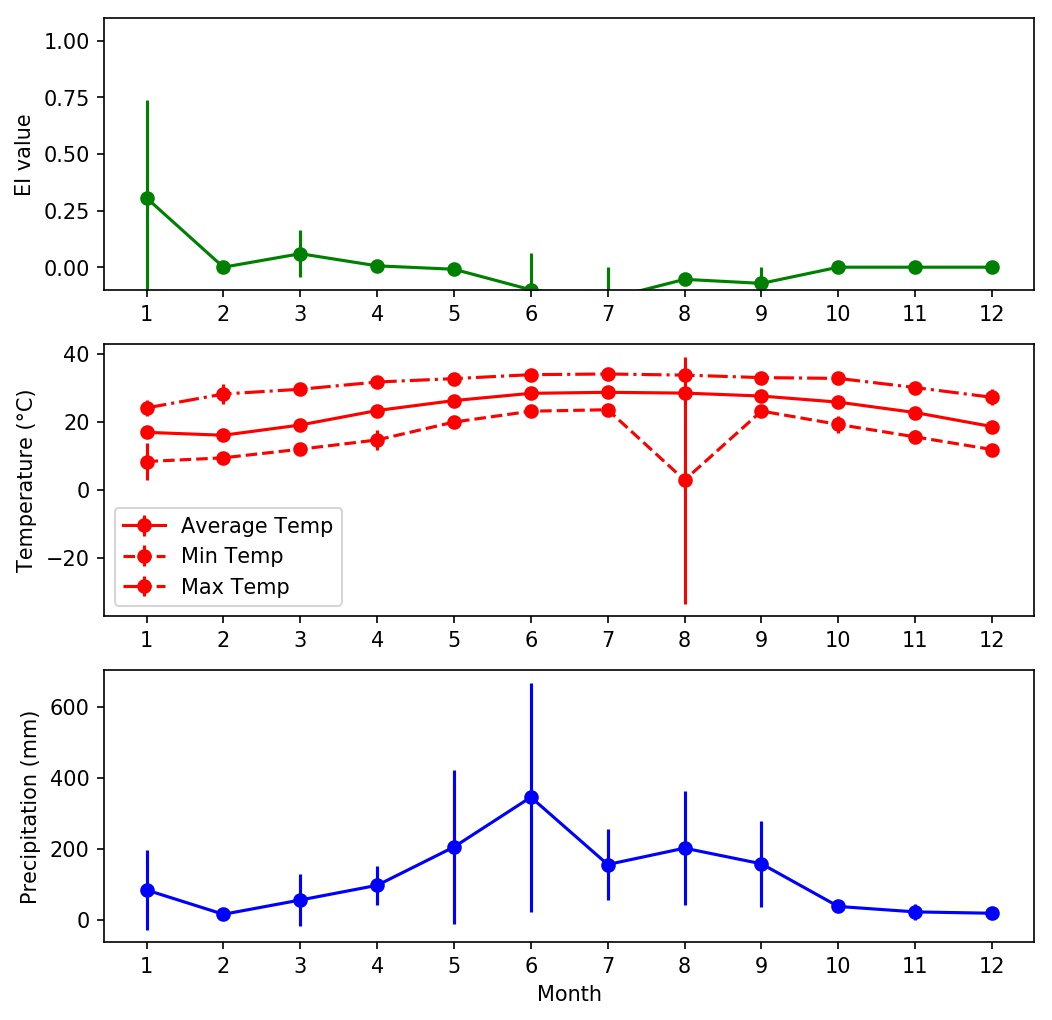 EI value
1.00
0.75
0.50
0.25
0.00
1 2 3 4 5 6 7 8 9 10 11 12
Temperature (°C)
40
20
0
−20
Average Temp
Min Temp
Max Temp
1 2 3 4 5 6 7 8 9 10 11 12
Precipitation (mm)
600
400
200
0
1 2 3 4 5 6 7 8 9 10 11 12
Month